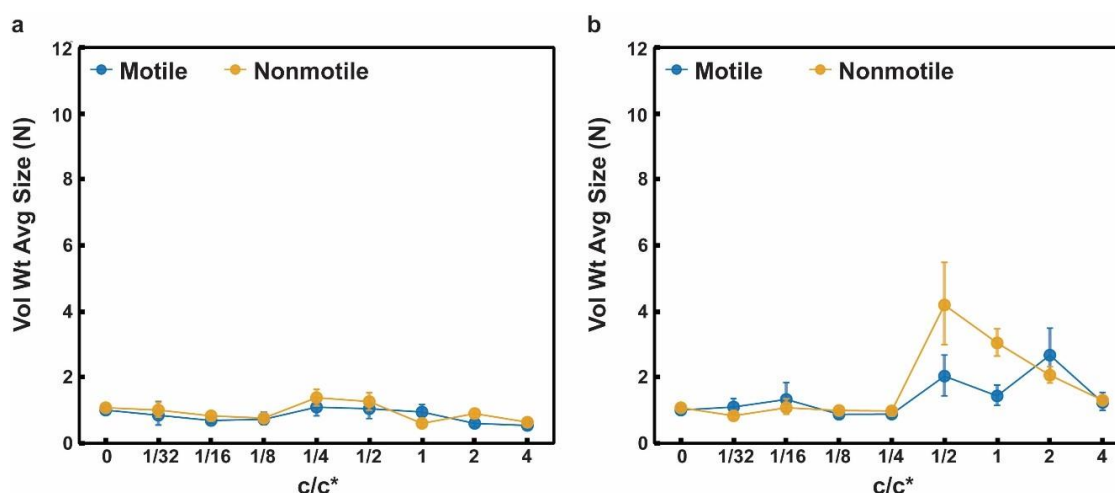 a
12
10
8
6
4
2
0
Vol Wt Avg Size (N)
Motile
Nonmotile
0 1/32 1/16 1/8 1/4 1/2 1 2 4
c/c*
b
12
10
8
6
4
2
0
Vol Wt Avg Size (N)
Motile
Nonmotile
0 1/32 1/16 1/8 1/4 1/2 1 2 4
c/c*